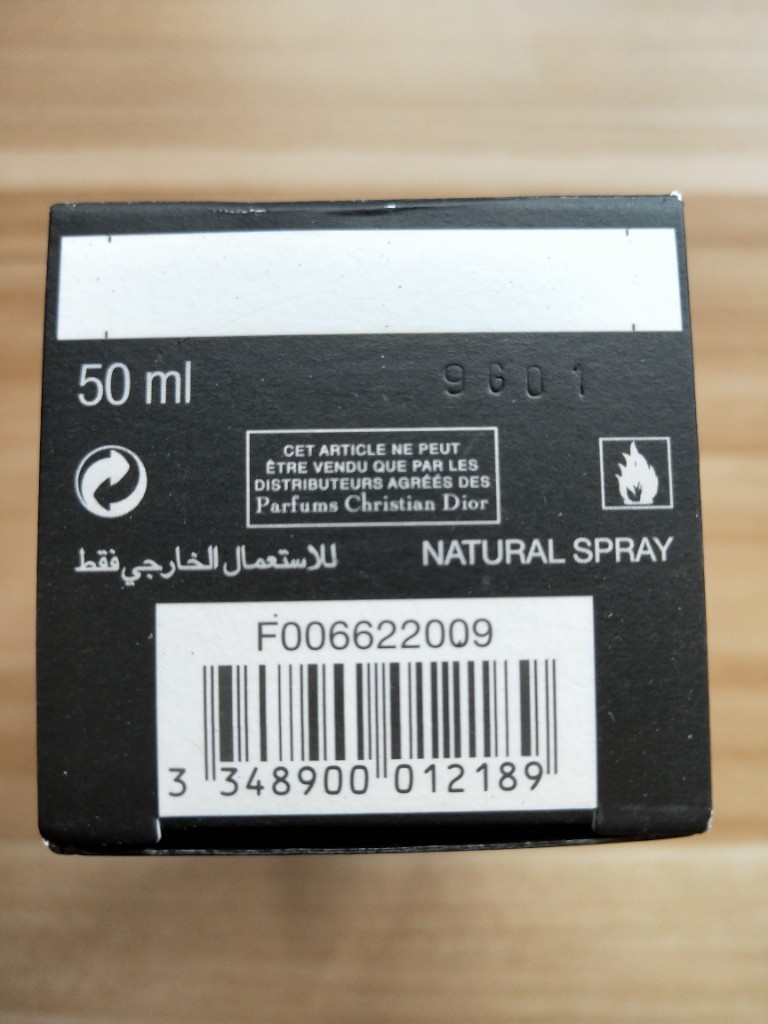 50 ml
9G01
CET ARTICLE NE PEUT
ÊTRE VENDU QUE PAR LES
DISTRIBUTEURS AGRÉÉS DES
Parfums Christian Dior
للاستعمال الخارجي فقط
NATURAL SPRAY
F006622009
3 348900 012189